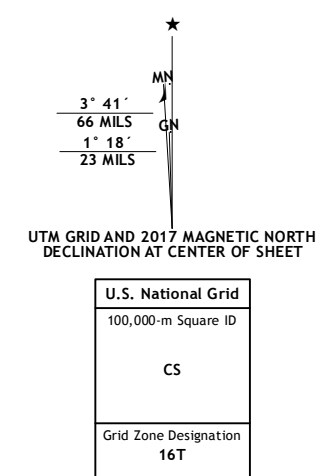 ★
MN
3° 41´
66 MILS
GN
1° 18´
23 MILS
UTM GRID AND 2017 MAGNETIC NORTH
DECLINATION AT CENTER OF SHEET
U.S. National Grid
100,000-m Square ID
CS
Grid Zone Designation
16T